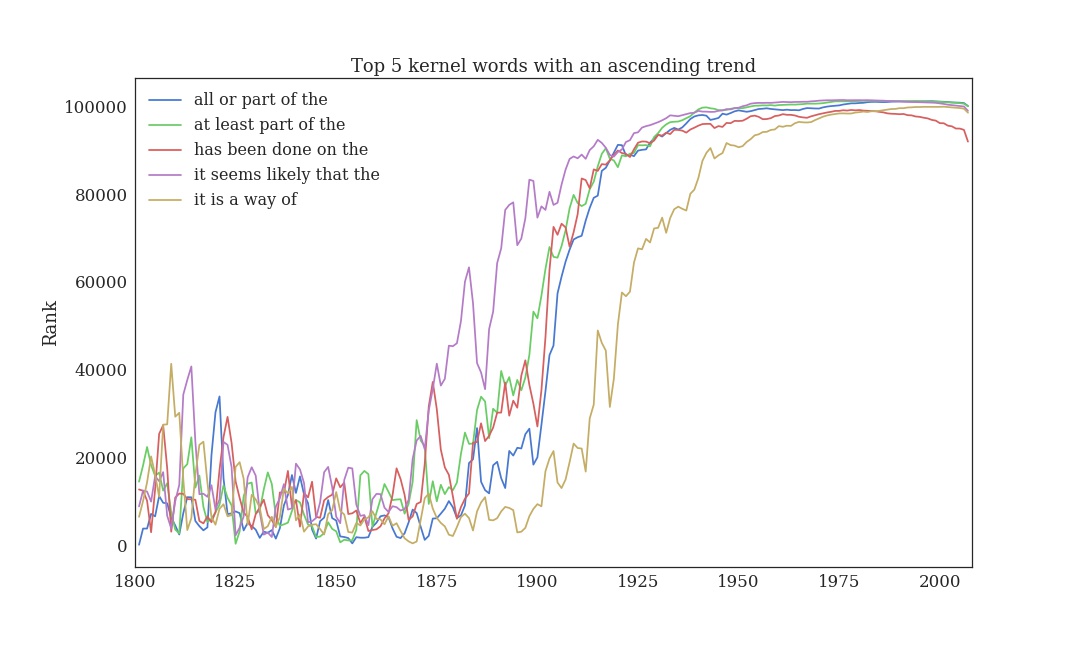 Top 5 kernel words with an ascending trend
all or part of the
at least part of the
has been done on the
it seems likely that the
it is a way of
Rank
100000
80000
60000
40000
20000
0
1800 1825 1850 1875 1900 1925 1950 1975 2000